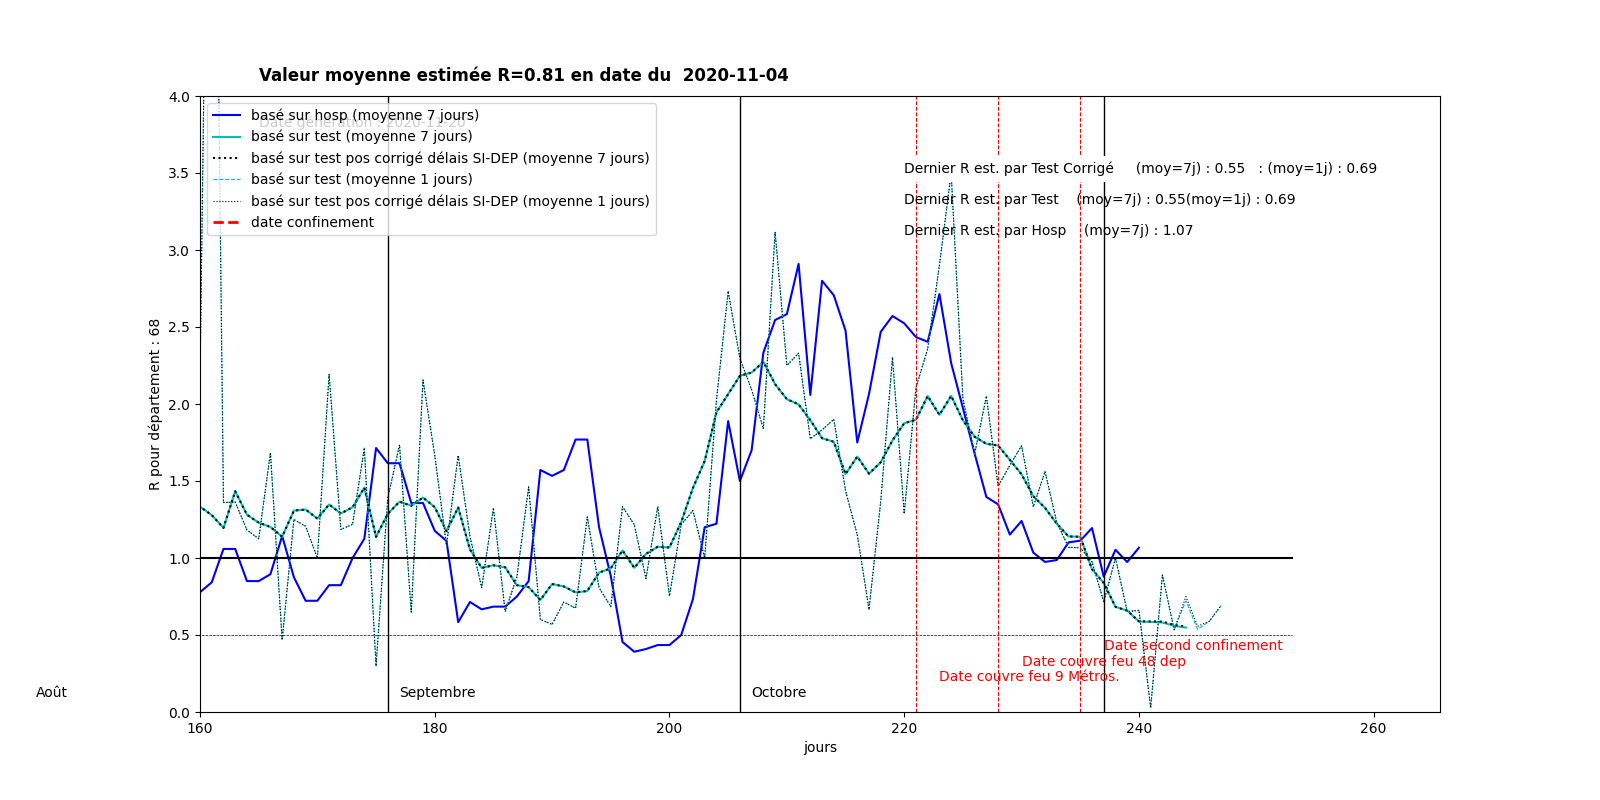 Valeur moyenne estimée R=0.81 en date du  2020-11-04
Date génération : 2020-11-20
basé sur hosp (moyenne 7 jours)
basé sur test (moyenne 7 jours)
basé sur test pos corrigé délais SI-DEP (moyenne 7 jours)
basé sur test (moyenne 1 jours)
basé sur test pos corrigé délais SI-DEP (moyenne 1 jours)
date confinement
Dernier R est. par Test Corrigé     (moy=7j) : 0.55   : (moy=1j) : 0.69
Dernier R est. par Test    (moy=7j) : 0.55(moy=1j) : 0.69
Dernier R est. par Hosp    (moy=7j) : 1.07
R pour département : 68
4.0
3.5
3.0
2.5
2.0
1.5
1.0
0.5
0.0
Date second confinement
Date couvre feu 48 dep
Date couvre feu 9 Métros.
Août
Septembre
Octobre
160
180
200
220
240
260
jours